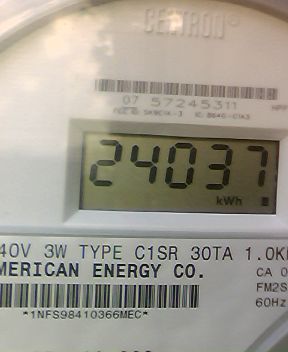 CENTRON®
07 57245311
24037
kWh
40V 3W TYPE C1SR 30TA 1.0K
MERICAN ENERGY CO.
CA 0
FM2S
60Hz
*1NFS98410366MEC*